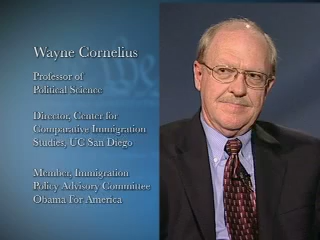 Wayne Cornelius
Professor of
Political Science
Director, Center for
Comparative Immigration
Studies, UC San Diego
Member, Immigration
Policy Advisory Committee
Obama For America